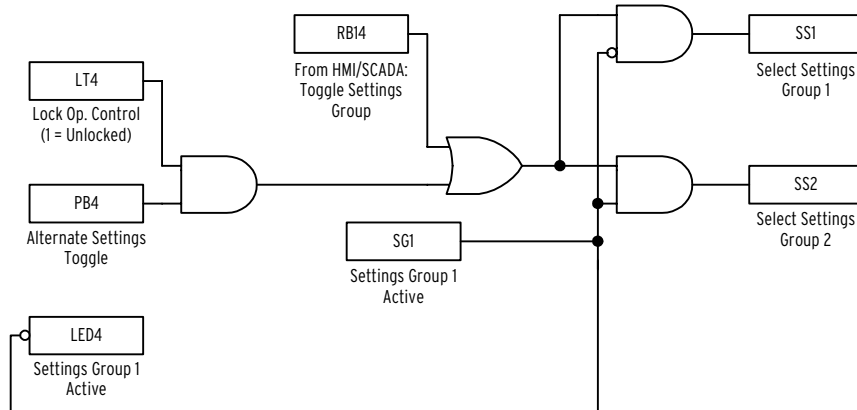 RB14
From HMI/SCADA:
Toggle Settings
Group
SS1
Select Settings
Group 1
LT4
Lock Op. Control
(1 = Unlocked)
PB4
Alternate Settings
Toggle
SS2
Select Settings
Group 2
SG1
Settings Group 1
Active
LED4
Settings Group 1
Active